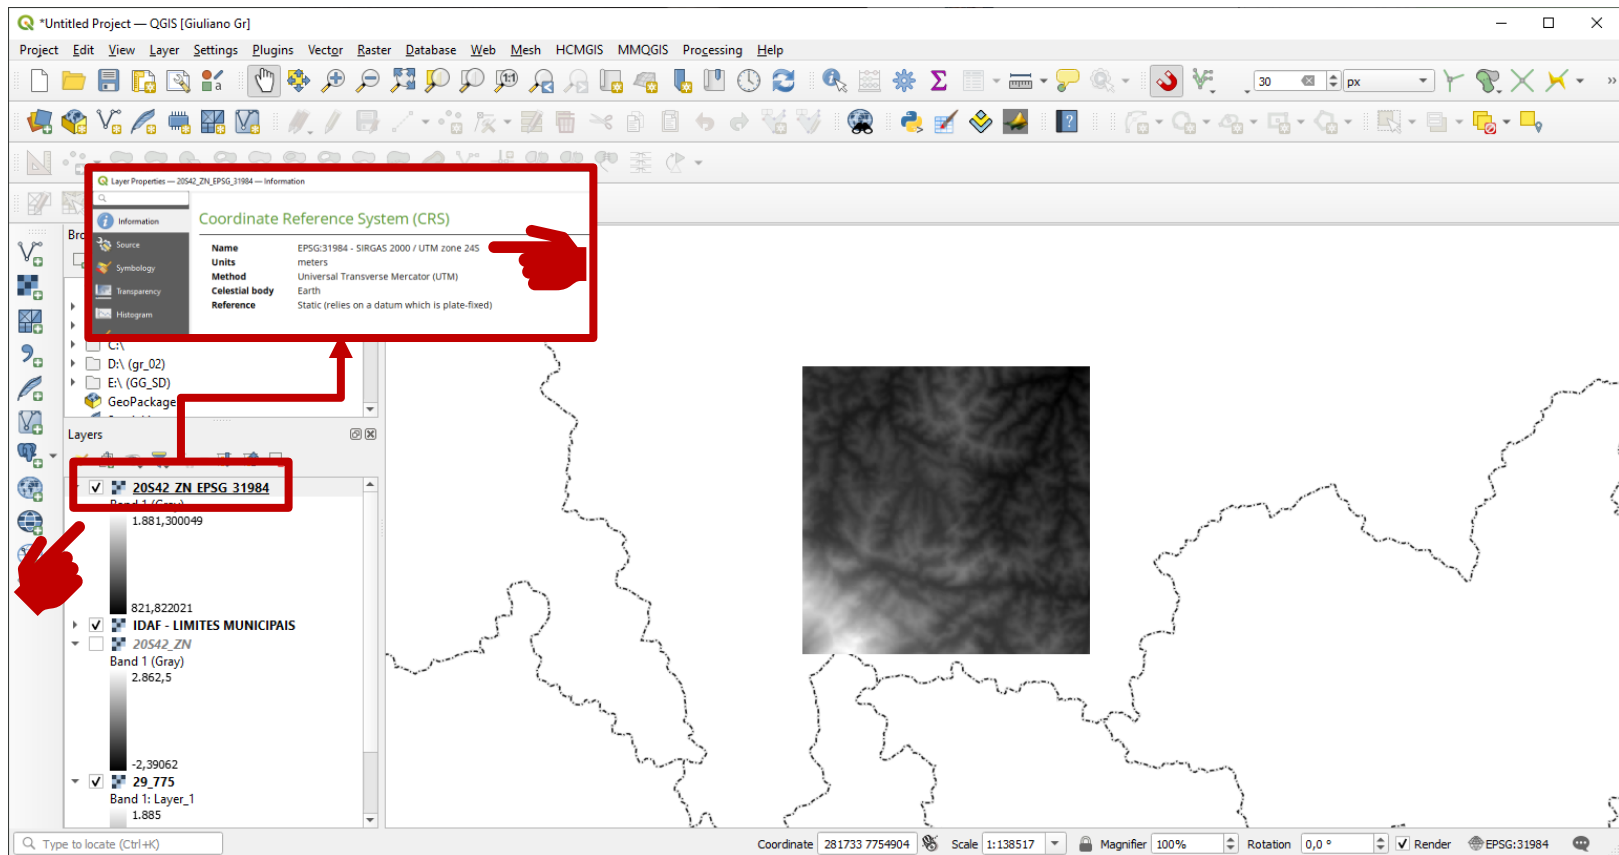 *Untitled Project — QGIS [Giuliano Gr]
Project Edit View Layer Settings Plugins Vector Raster Database Web Mesh HCMGIS MMQGIS Processing Help
30 px
Layer Properties — 20S42_ZN_EPSG_31984 — Information
Information
Source
Symbology
Transparency
Histogram
Coordinate Reference System (CRS)
Name EPSG:31984 - SIRGAS 2000 / UTM zone 24S
Units meters
Method Universal Transverse Mercator (UTM)
Celestial body Earth
Reference Static (relies on a datum which is plate-fixed)
C:\
D:\ (gr_02)
E:\ (GG_SD)
GeoPackage
Layers
20S42_ZN_EPSG_31984
Band 1 (Gray)
1.881,300049
821,822021
IDAF - LIMITES MUNICIPAIS
20S42_ZN
Band 1 (Gray)
2.862,5
-2,39062
29_775
Band 1: Layer_1
1.885
Type to locate (Ctrl+K) Coordinate 281733 7754904 Scale 1:138517 Magnifier 100% Rotation 0,0 ° Render EPSG:31984